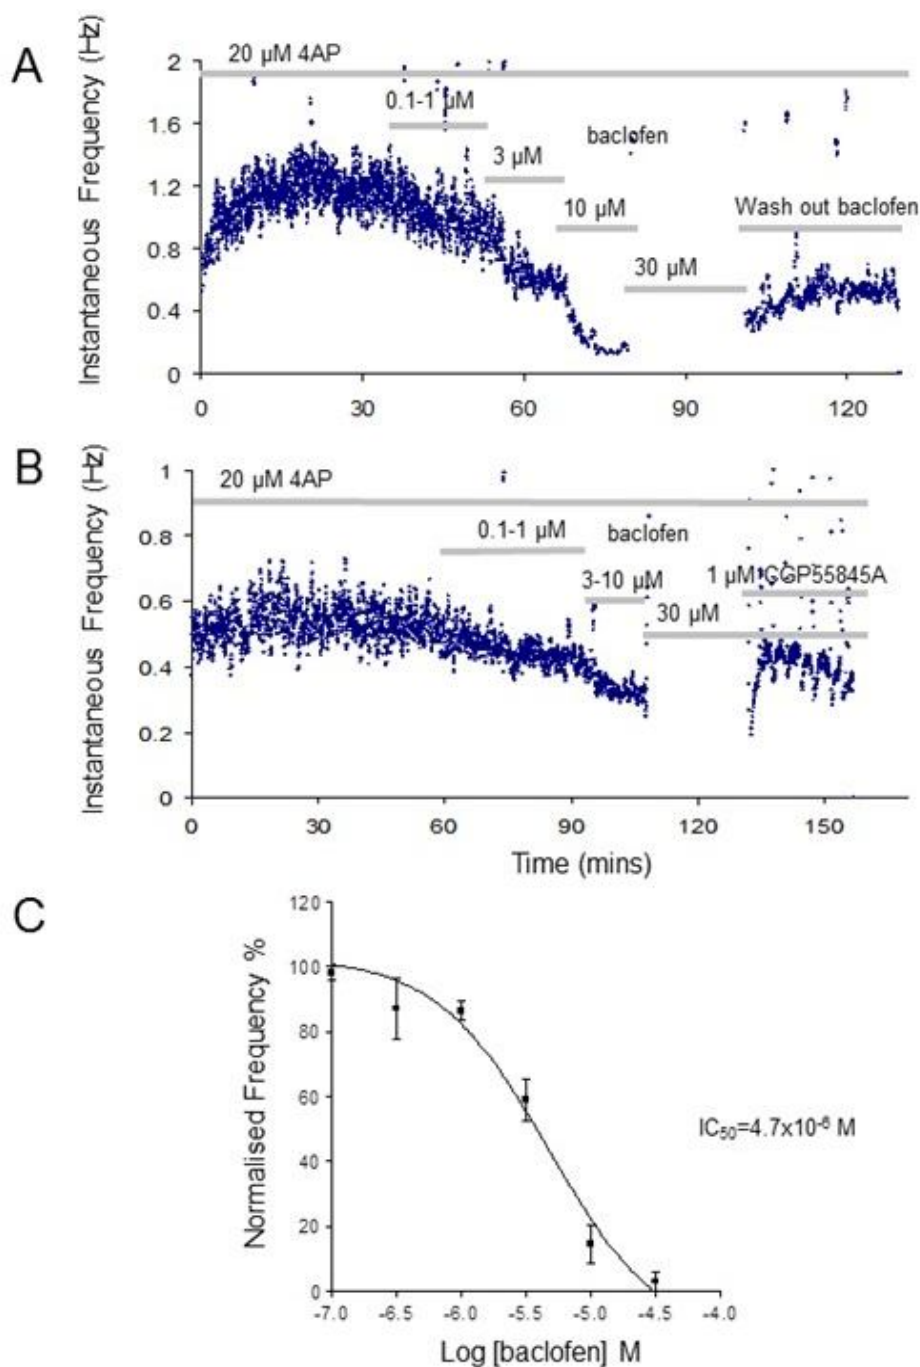 A
Instantaneous Frequency (Hz)
2
1.6
1.2
0.8
0.4
0
20 µM 4AP
0.1-1 µM
baclofen
3 µM
10 µM
Wash out baclofen
30 µM
0 30 60 90 120
B
Instantaneous Frequency (Hz)
1
0.8
0.6
0.4
0.2
0
20 µM 4AP
0.1-1 µM
baclofen
3-10 µM
1 µM CGP55845A
30 µM
0 30 60 90 120 150
Time (mins)
C
Normalised Frequency %
120
100
80
60
40
20
0
IC50=4.7x10⁻⁶ M
-7.0 -6.5 -6.0 -5.5 -5.0 -4.5 -4.0
Log [baclofen] M